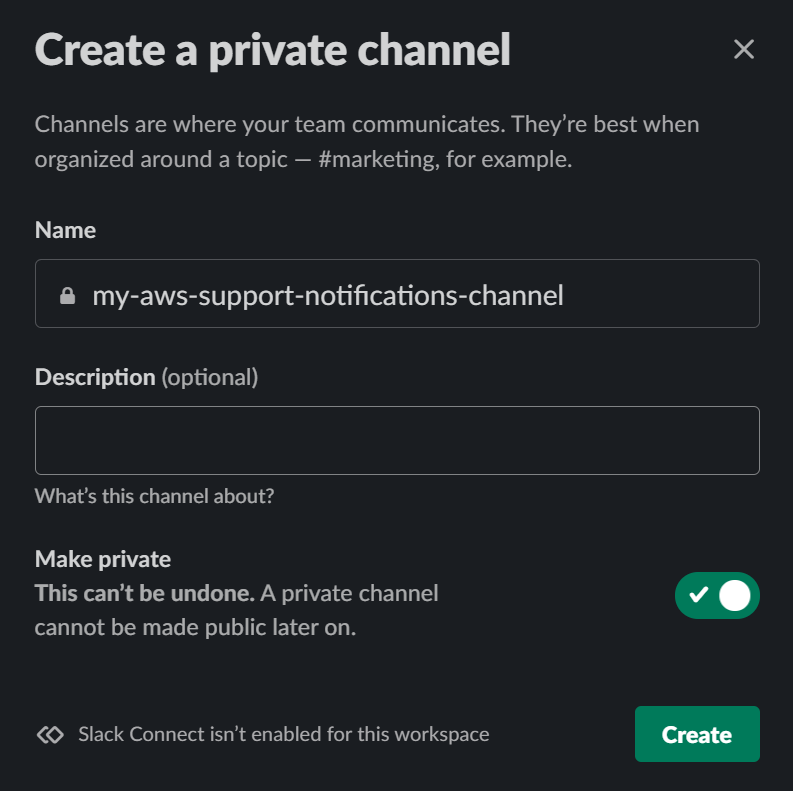 Create a private channel
Channels are where your team communicates. They’re best when
organized around a topic — #marketing, for example.
Name
my-aws-support-notifications-channel
Description (optional)
What’s this channel about?
Make private
This can’t be undone. A private channel
cannot be made public later on.
Slack Connect isn’t enabled for this workspace
Create